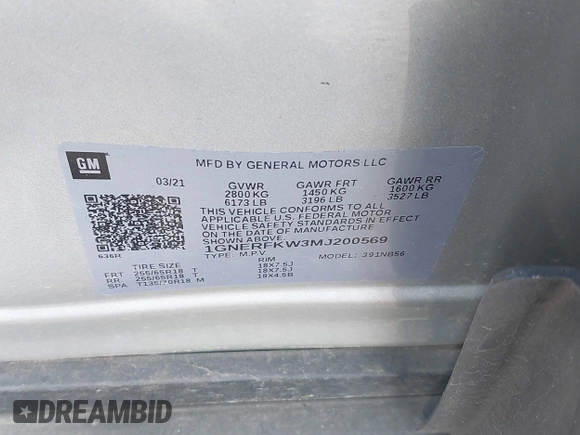 GM
MFD BY GENERAL MOTORS LLC
03/21 GVWR GAWR FRT GAWR RR
2800 KG 1450 KG 1600 KG
6173 LB 3196 LB 3527 LB
THIS VEHICLE CONFORMS TO ALL
APPLICABLE U.S. FEDERAL MOTOR
VEHICLE SAFETY STANDARDS IN EFFECT
ON THE DATE OF MANUFACTURE
SHOWN ABOVE.
1GNERFKW3MJ200569
636R TYPE: M.P.V. MODEL: 391NB56
TIRE SIZE RIM
FRT 255/65R18 T 18X7.5J
RR 255/65R18 T 18X7.5J
SPA T135/70R18 M 18X4.5B
DREAMBID